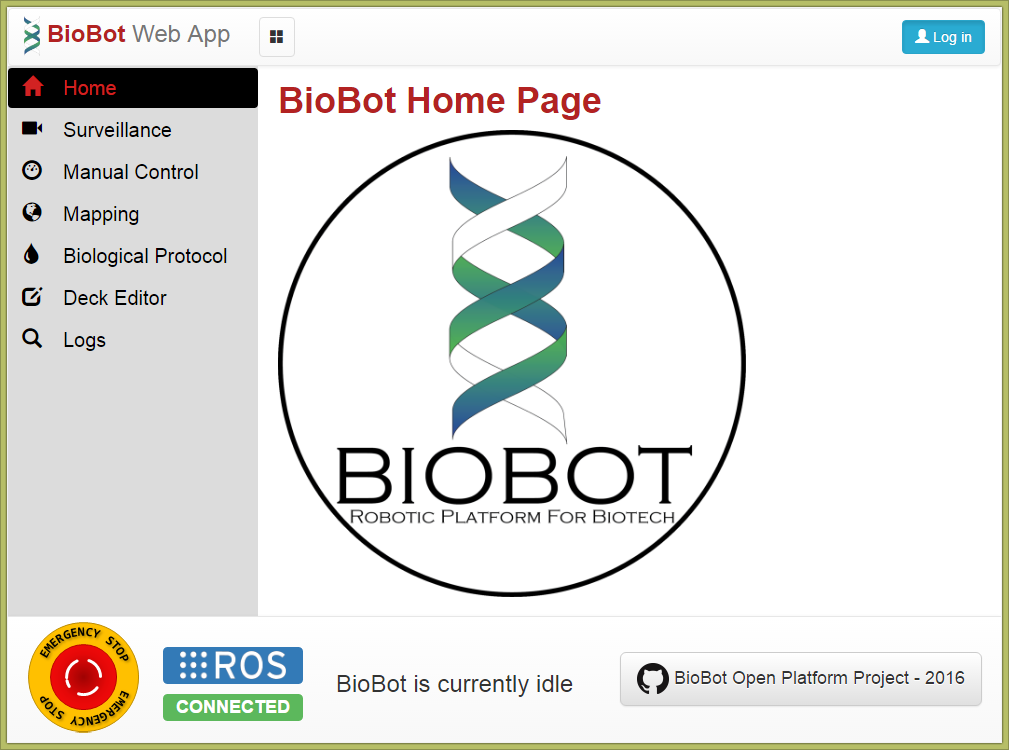 BioBot Web App
Log in
Home
Surveillance
Manual Control
Mapping
Biological Protocol
Deck Editor
Logs
BioBot Home Page
BIOBOT
ROBOTIC PLATFORM FOR BIOTECH
EMERGENCY STOP
EMERGENCY STOP
ROS
CONNECTED
BioBot is currently idle
BioBot Open Platform Project - 2016